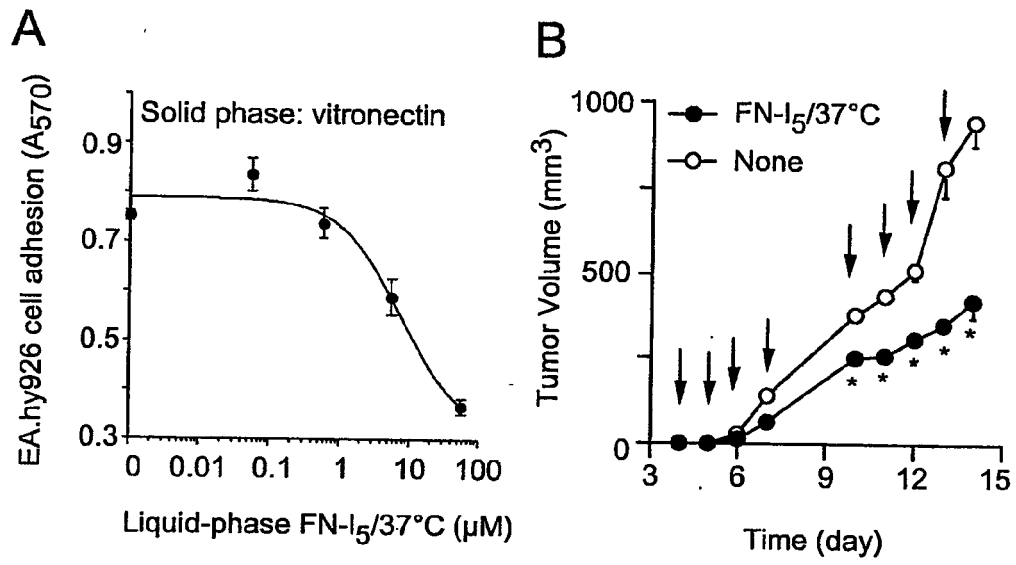 A
Solid phase: vitronectin
EA.hy926 cell adhesion (A570)
0.9
0.7
0.5
0.3
0 0.01 0.1 1 10 100
Liquid-phase FN-I5/37°C (µM)
B
FN-I5/37°C
None
Tumor Volume (mm3)
1000
500
0
3 6 9 12 15
* * * * *
Time (day)